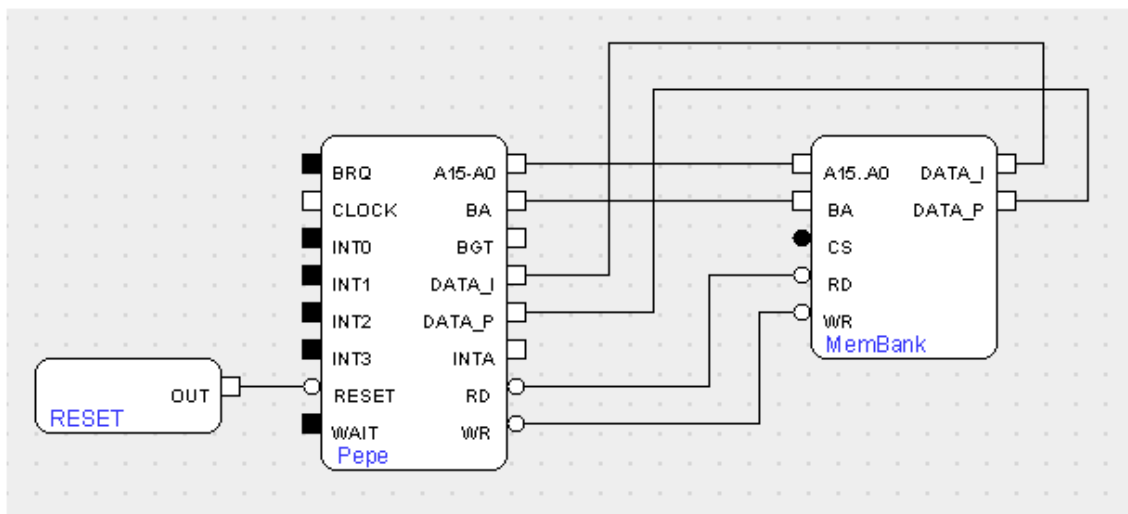 BRQ A15-A0
CLOCK BA
INT0 BGT
INT1 DATA_I
INT2 DATA_P
INT3 INTA
RESET RD
WAIT WR
Pepe
A15..A0 DATA_I
BA DATA_P
CS
RD
WR
MemBank
OUT
RESET